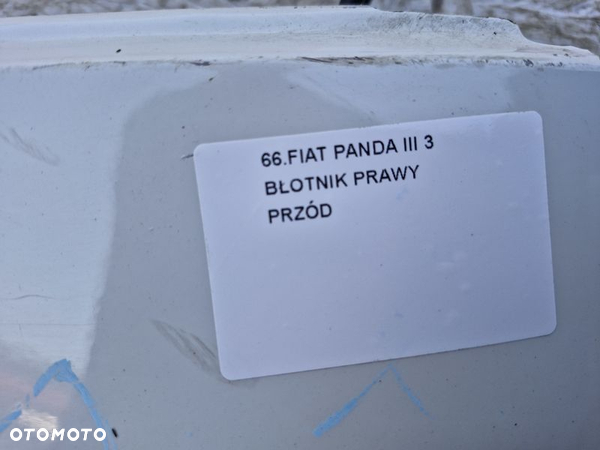 66.FIAT PANDA III 3
BŁOTNIK PRAWY
PRZÓD
OTOMOTO